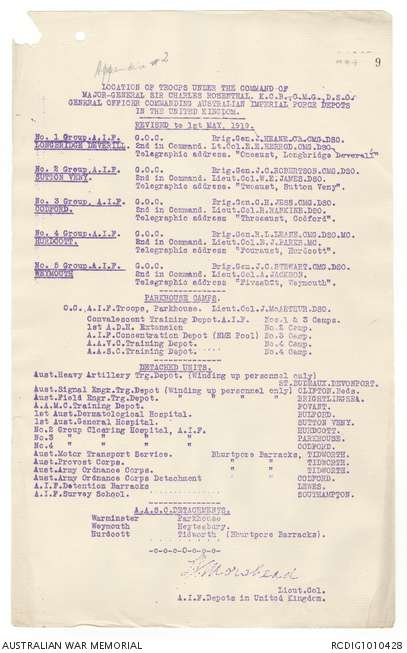 Appendix #2
9
LOCATION OF TROOPS UNDER THE COMMAND OF
MAJOR-GENERAL SIR CHARLES ROSENTHAL. K.C.B.,C.M.G.,D.S.O.
GENERAL OFFICER COMMANDING AUSTRALIAN IMPERIAL FORCE DEPOTS
IN THE UNITED KINGDOM.
REVISED to 1st MAY, 1919.
No. 1 Group.A.I.F. G.O.C. Brig.Gen.J.HEANE.CB.CMG.DSO.
LONGBRIDGE DEVERILL. 2nd in Command. Lt.Col.E.E.HERROD.CMG.DSO.
Telegraphic address. "Oneaust, Longbridge Deverell"
No. 2 Group.A.I.F. G.O.C. Brig.Gen.J.C.ROBERTSON.CMG.DSO.
SUTTON VENY. 2nd in Command. Lieut.Col.W.E.JAMES.DSO.
Telegraphic address "Twoaust, Sutton Veny".
No. 3 Group, A.I.F. G.O.C. Brig.Gen.C.H.JESS.CMG.DSO.
CODFORD. 2nd in Command. Lieut.Col.R.RANKINE.DSO.
Telegraphic address "Threeaust, Codford".
No. 4 Group.A.I.F. G.O.C. Brig.Gen.R.L.LEANE.CMG.DSO.MC.
HURDCOTT. 2nd in Command. Lieut.Col.E.J.PARKS.MC.
Telegraphic address "Fouraust, Hurdcott".
No. 5 Group.A.I.F. G.O.C. Brig.Gen.J.C.STEWART.CMG.DSO.
WEYMOUTH 2nd in Command. Lieut.Col.A.JACKSON.
Telegraphic address "Fiveaust, Weymouth".
PARKHOUSE CAMPS.
O.C. A.I.F.Troops, Parkhouse. Lieut.Col.J.McARTHUR.DSO.
Convalescent Training Depot.A.I.F. Nos.1 & 3 Camps.
1st A.D.H. Extension No.2 Camp.
A.I.F.Concentration Depot (NME Pool) No.3 Camp.
A.A.V.C.Training Depot. No.4 Camp.
A.A.S.C.Training Depot. No.4 Camp
DETACHED UNITS.
Aust.Heavy Artillery Trg.Depot. (Winding up personnel only)
ST.BUDEAUX.DEVONPORT.
Aust.Signal Engr.Trg.Depot (Winding up personnel only) CLIFTON.Beds.
Aust.Field Engr.Trg.Depot. " " " " BRIGHTLINGSEA.
A.A.M.C.Training Depot. FOVANT.
1st Aust.Dermatological Hospital. BULFORD.
1st Aust.General Hospital. SUTTON VENY.
No.2 Group Clearing Hospital, A.I.F. HURDCOTT.
No.3 " " " " PARKHOUSE.
No.4 " " " " CODFORD.
Aust.Motor Transport Service. Bhurtpore Barracks, TIDWORTH.
Aust.Provost Corps. " " TIDWORTH.
Aust.Army Ordnance Corps. " " TIDWORTH.
Aust.Army Ordnance Corps Detachment CODFORD.
A.I.F.Detention Barracks LEWES.
A.I.F.Survey School. SOUTHAMPTON.
A.A.S.C.DETACHMENTS.
Warminster Parkhouse
Weymouth Heytesbury.
Hurdcott Tidworth (Bhurtpore Barracks).
-o-o-O-o-o-
Morshead
Lieut.Col.
A.I.F.Depots in United Kingdom.
AUSTRALIAN WAR MEMORIAL
RCDIG1010428